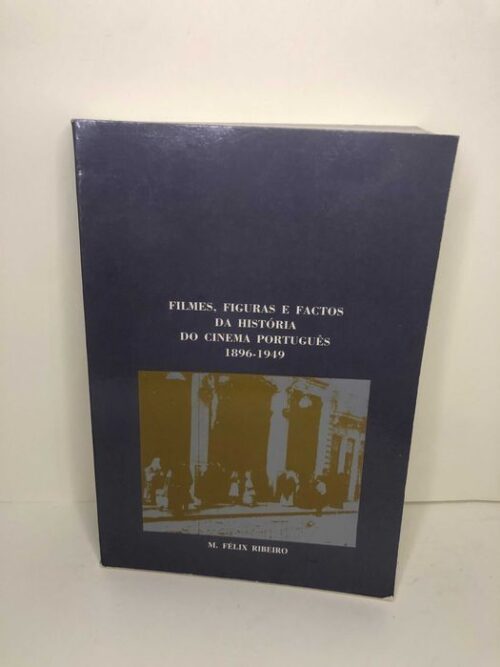 FILMES, FIGURAS E FACTOS
DA HISTÓRIA
DO CINEMA PORTUGUÊS
1896-1949
M. FÉLIX RIBEIRO